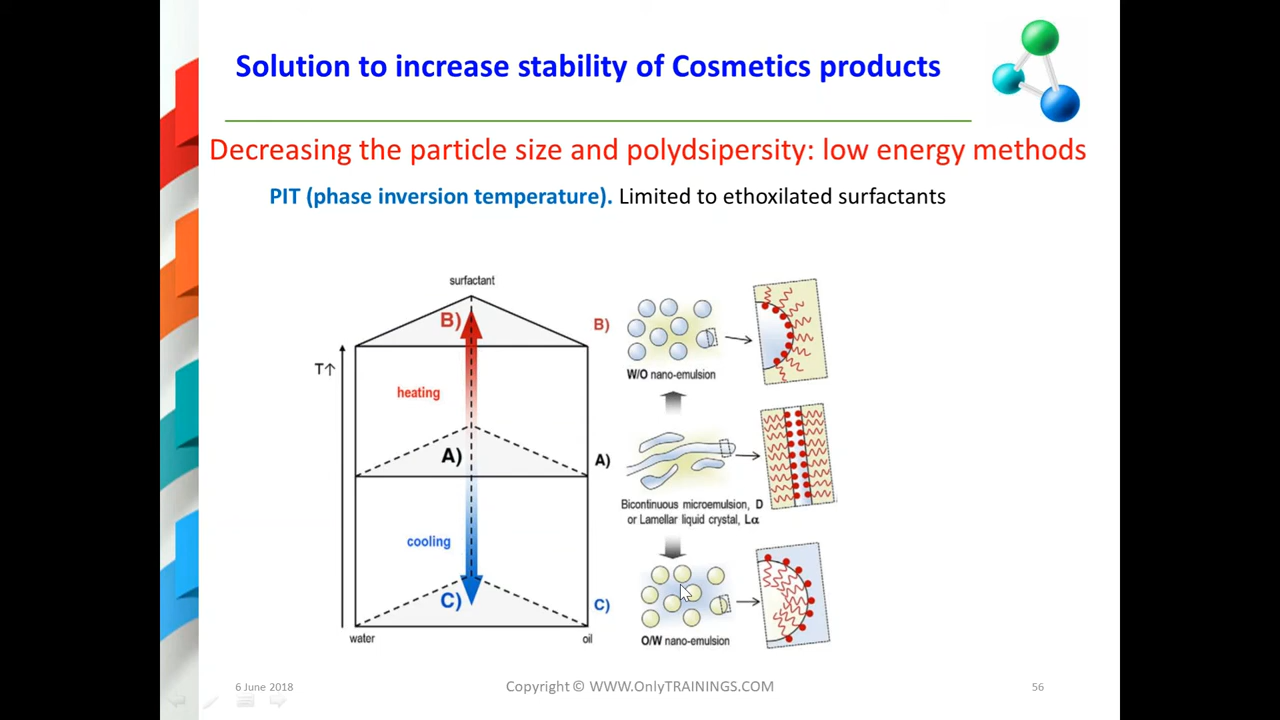 Solution to increase stability of Cosmetics products
Decreasing the particle size and polydsipersity: low energy methods
PIT (phase inversion temperature). Limited to ethoxilated surfactants
surfactant
B)
T↑
heating
A)
cooling
C)
water
oil
B)
W/O nano-emulsion
A)
Bicontinuous microemulsion, D
or Lamellar liquid crystal, Lα
C)
O/W nano-emulsion
6 June 2018
Copyright © WWW.OnlyTRAININGS.COM
56